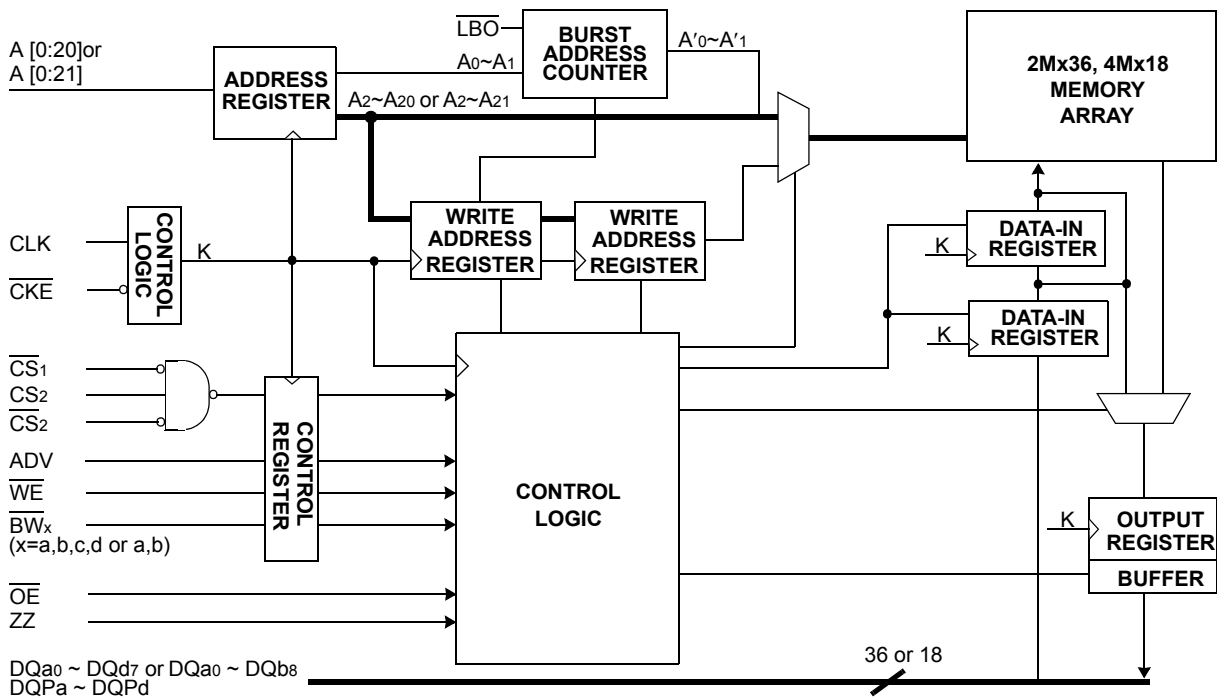 A [0:20]or
A [0:21]
ADDRESS
REGISTER
LBO
A0~A1
BURST
ADDRESS
COUNTER
A′0~A′1
A2~A20 or A2~A21
2Mx36, 4Mx18
MEMORY
ARRAY
WRITE
ADDRESS
REGISTER
WRITE
ADDRESS
REGISTER
DATA-IN
REGISTER
K
DATA-IN
REGISTER
K
CLK
CKE
CONTROL
LOGIC
K
CS1
CS2
CS2
ADV
WE
BWx
(x=a,b,c,d or a,b)
OE
ZZ
CONTROL
REGISTER
CONTROL
LOGIC
K
OUTPUT
REGISTER
BUFFER
DQa0 ~ DQd7 or DQa0 ~ DQb8
DQPa ~ DQPd
36 or 18